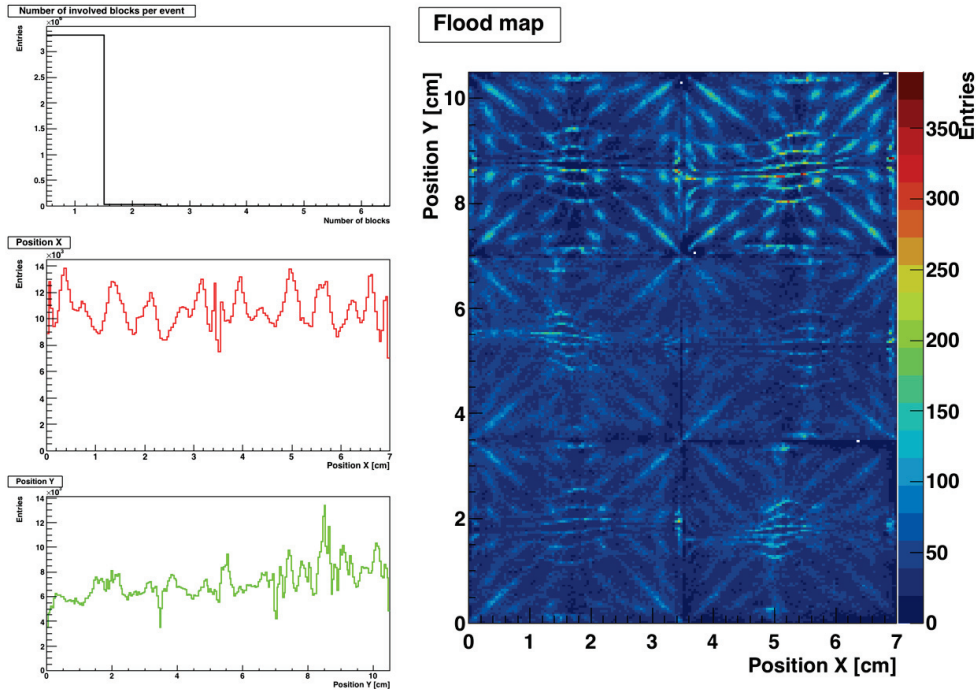 Number of involved blocks per event
Entries
3.5
3
2.5
2
1.5
1
0.5
0
1 2 3 4 5 6
Number of blocks
Position X
Entries
14
12
10
8
6
4
2
0
0 1 2 3 4 5 6 7
Position X [cm]
Position Y
Entries
14
12
10
8
6
4
2
0
0 2 4 6 8 10
Position Y [cm]
Flood map
Position Y [cm]
10
8
6
4
2
0
0 1 2 3 4 5 6 7
Position X [cm]
Entries
350
300
250
200
150
100
50
0